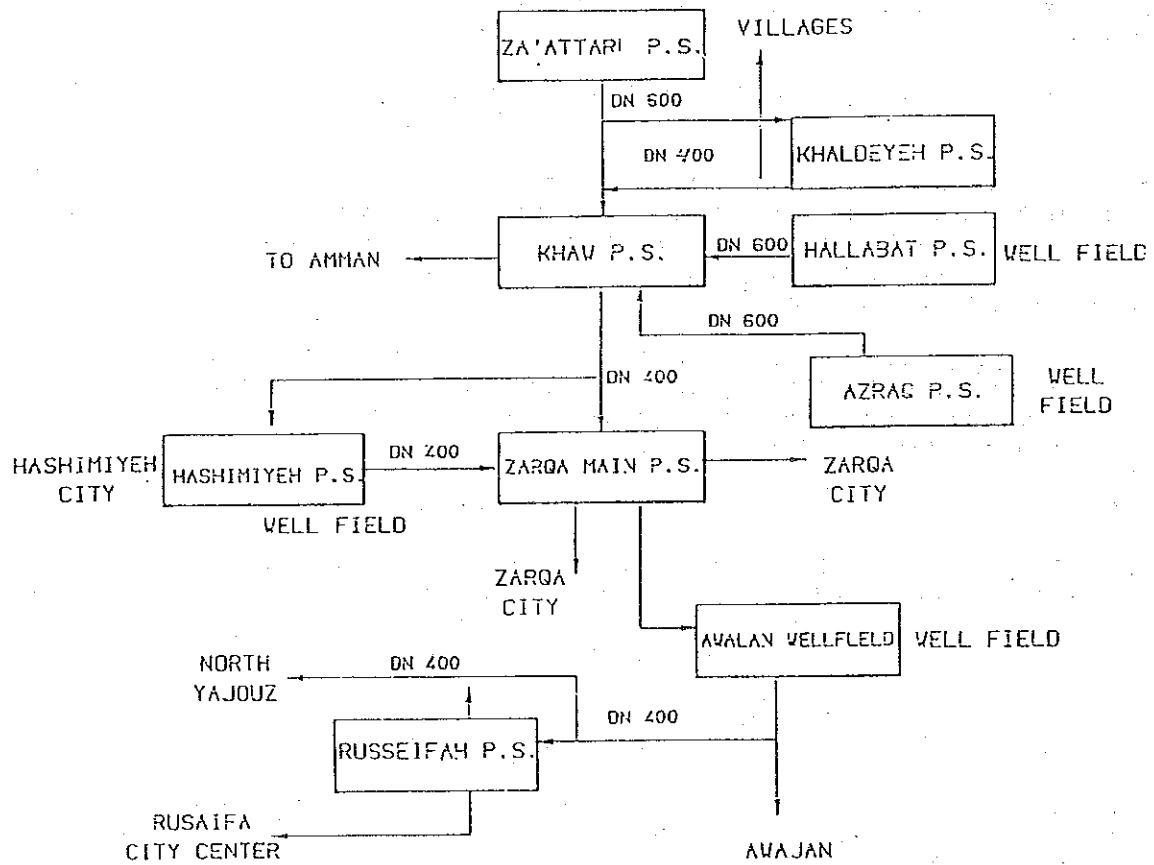 VILLAGES
ZA'ATTARI P.S.
DN 600
DN 400
KHALDEYEH P.S.
KHAW P.S.
DN 600
HALLABAT P.S.
WELL FIELD
TO AMMAN
DN 600
AZRAG P.S.
WELL
FIELD
DN 400
HASHIMIYEH
CITY
HASHIMIYEH P.S.
DN 400
ZARQA MAIN P.S.
ZARQA
CITY
WELL FIELD
ZARQA
CITY
AWALAN WELLFLELD
WELL FIELD
NORTH
YAJOUZ
DN 400
DN 400
RUSSEIFAH P.S.
RUSAIFA
CITY CENTER
AWAJAN